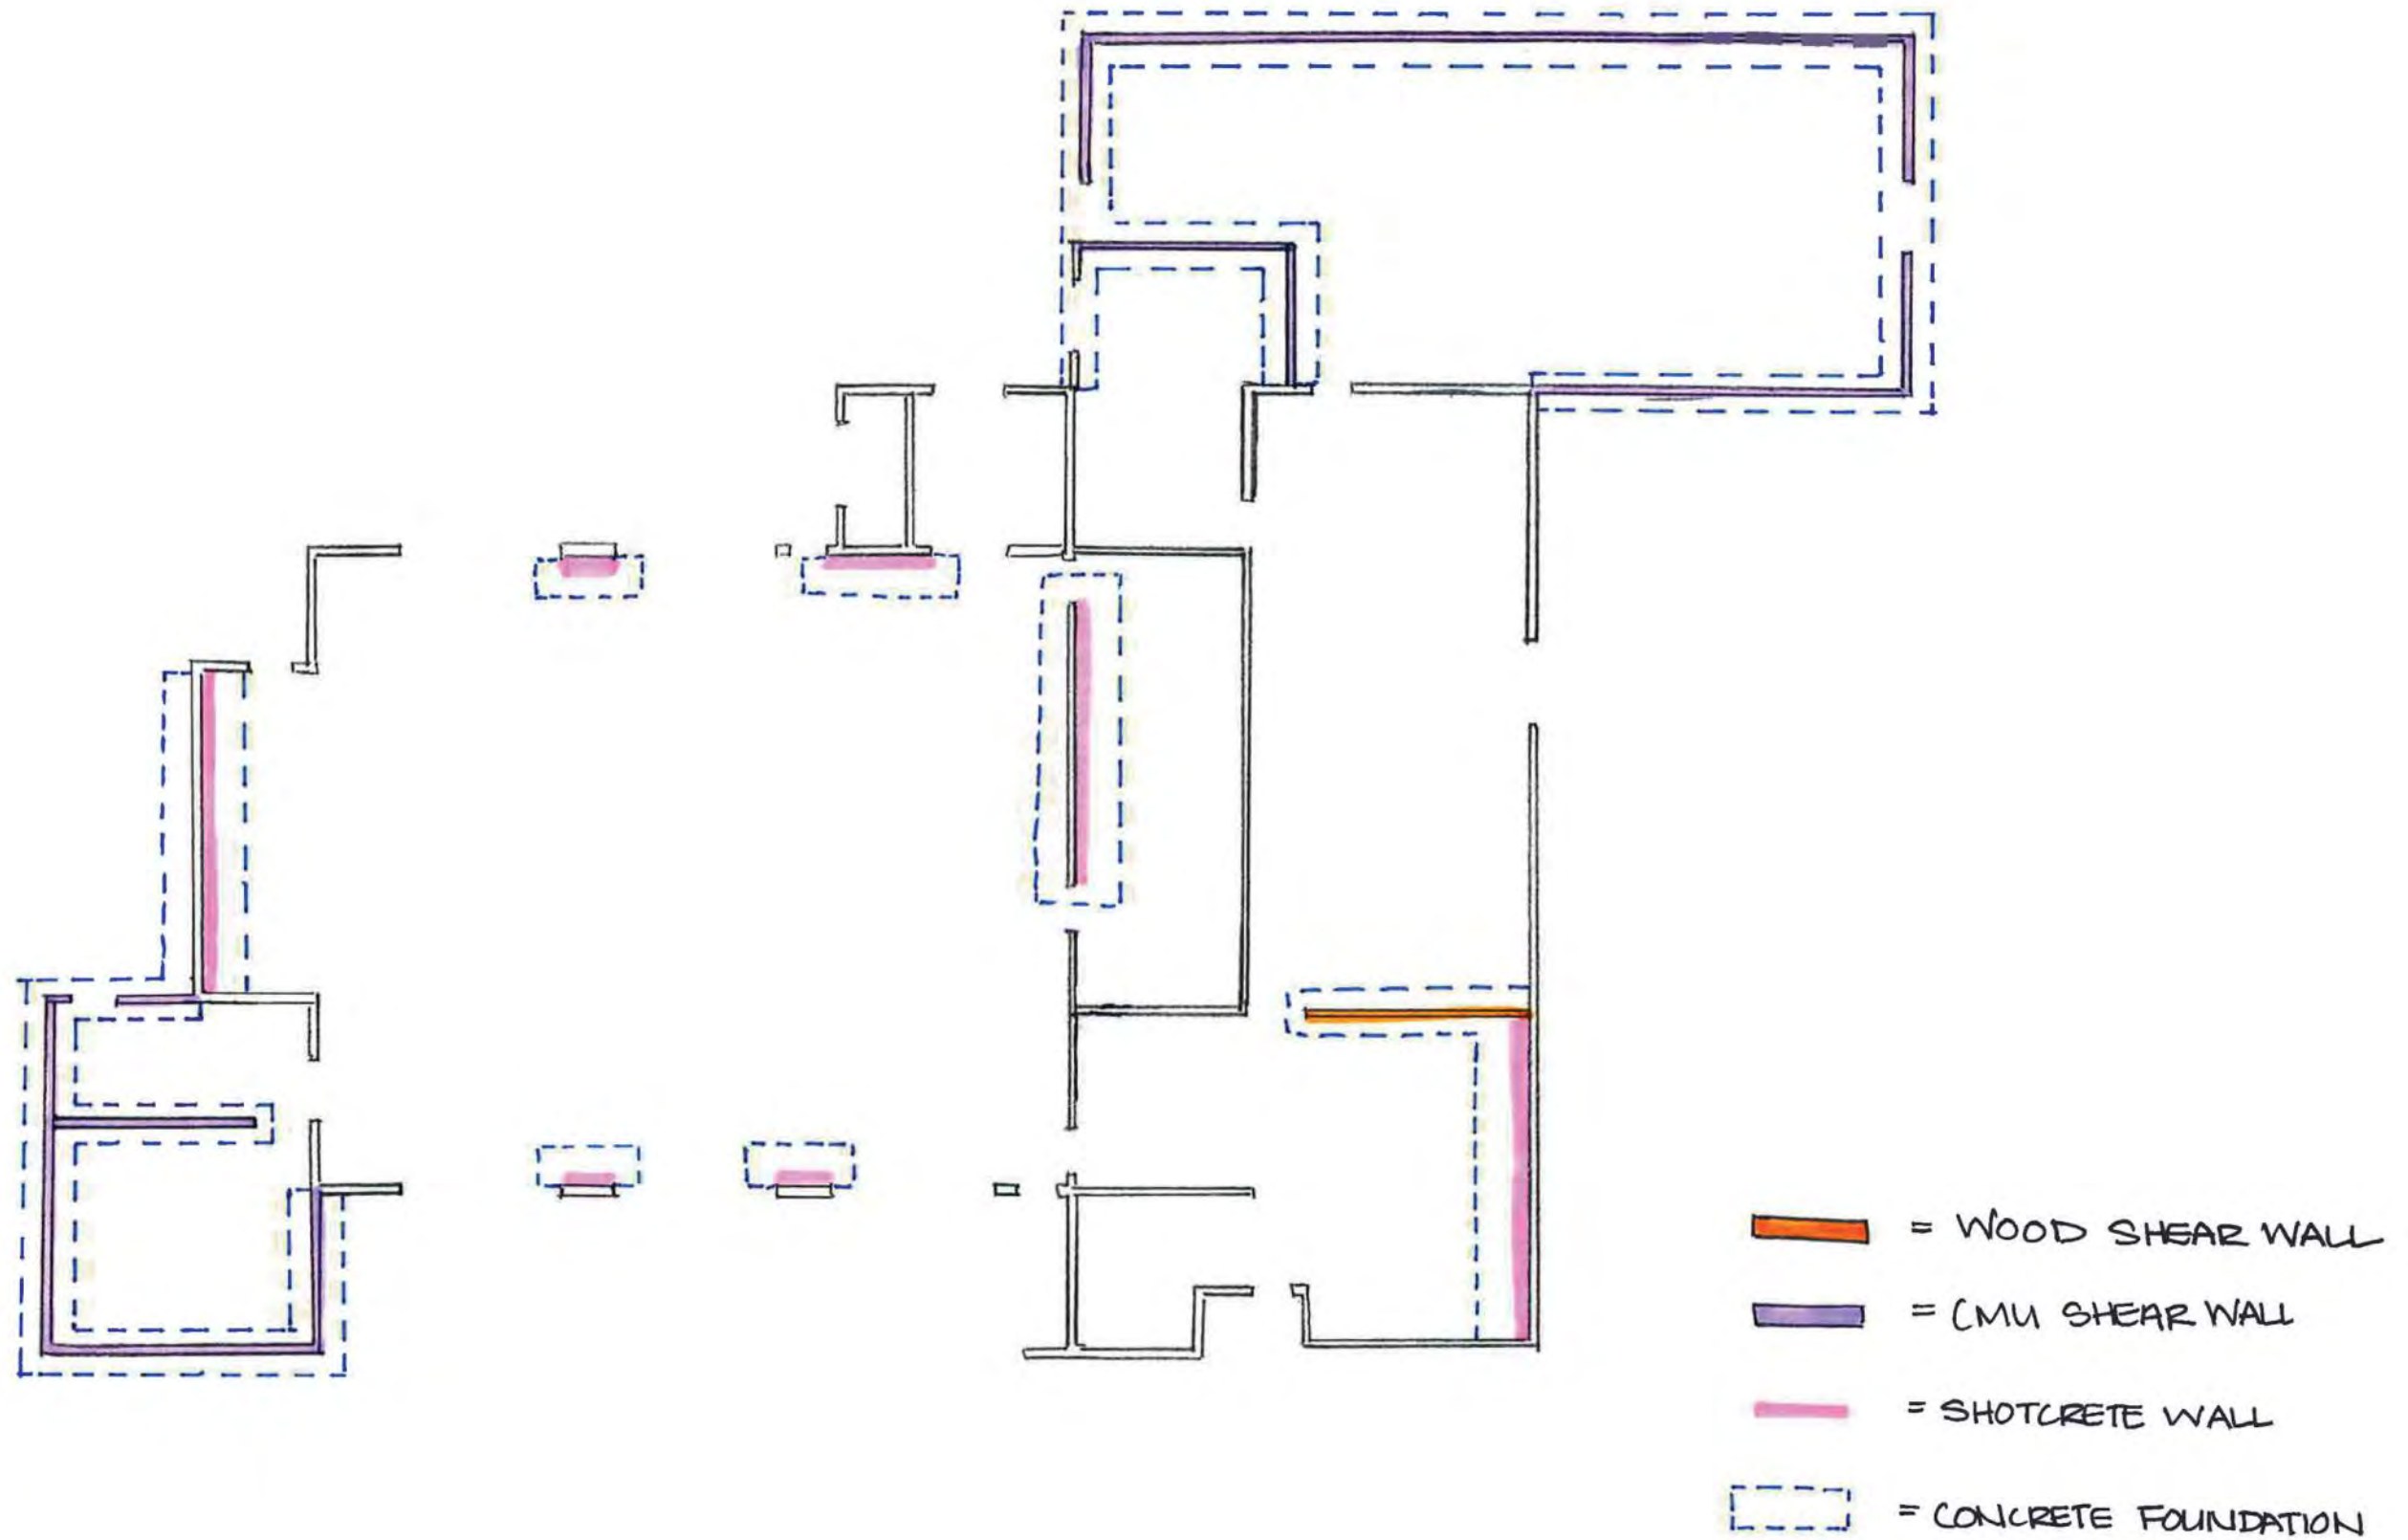 = WOOD SHEAR WALL
= CMU SHEAR WALL
= SHOTCRETE WALL
= CONCRETE FOUNDATION